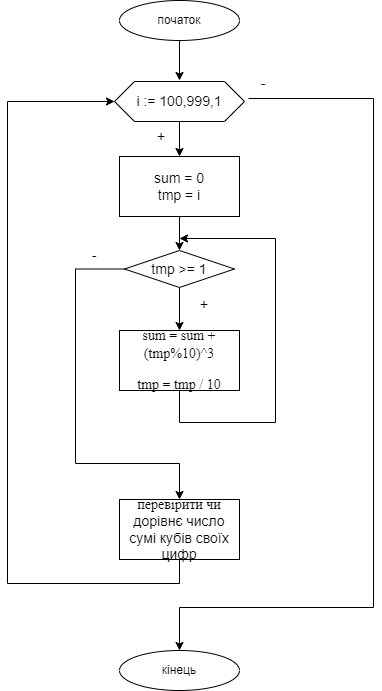 початок
-
i := 100,999,1
+
sum = 0
tmp = i
-
tmp >= 1
+
sum = sum +
(tmp%10)^3
tmp = tmp / 10
перевірити чи
дорівнє число
сумі кубів своїх
цифр
кінець